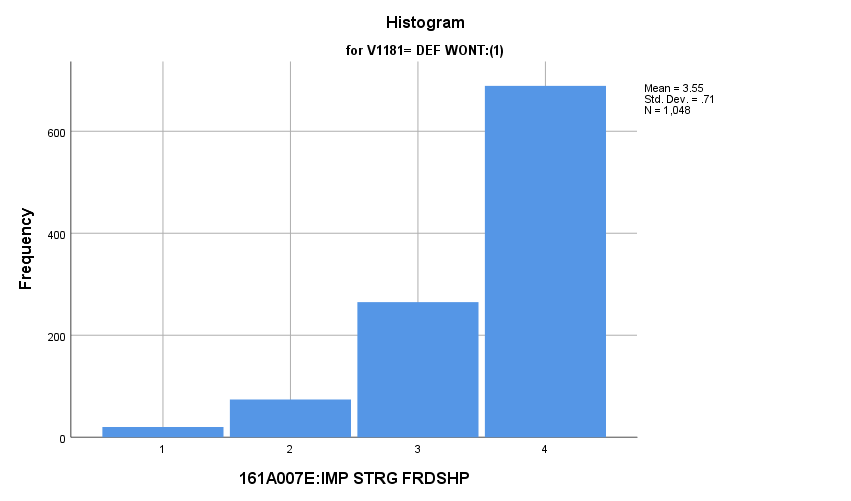 Histogram
for V1181= DEF WONT:(1)
Mean = 3.55
Std. Dev. = .71
N = 1,048
600
400
200
0
Frequency
1 2 3 4
161A007E:IMP STRG FRDSHP